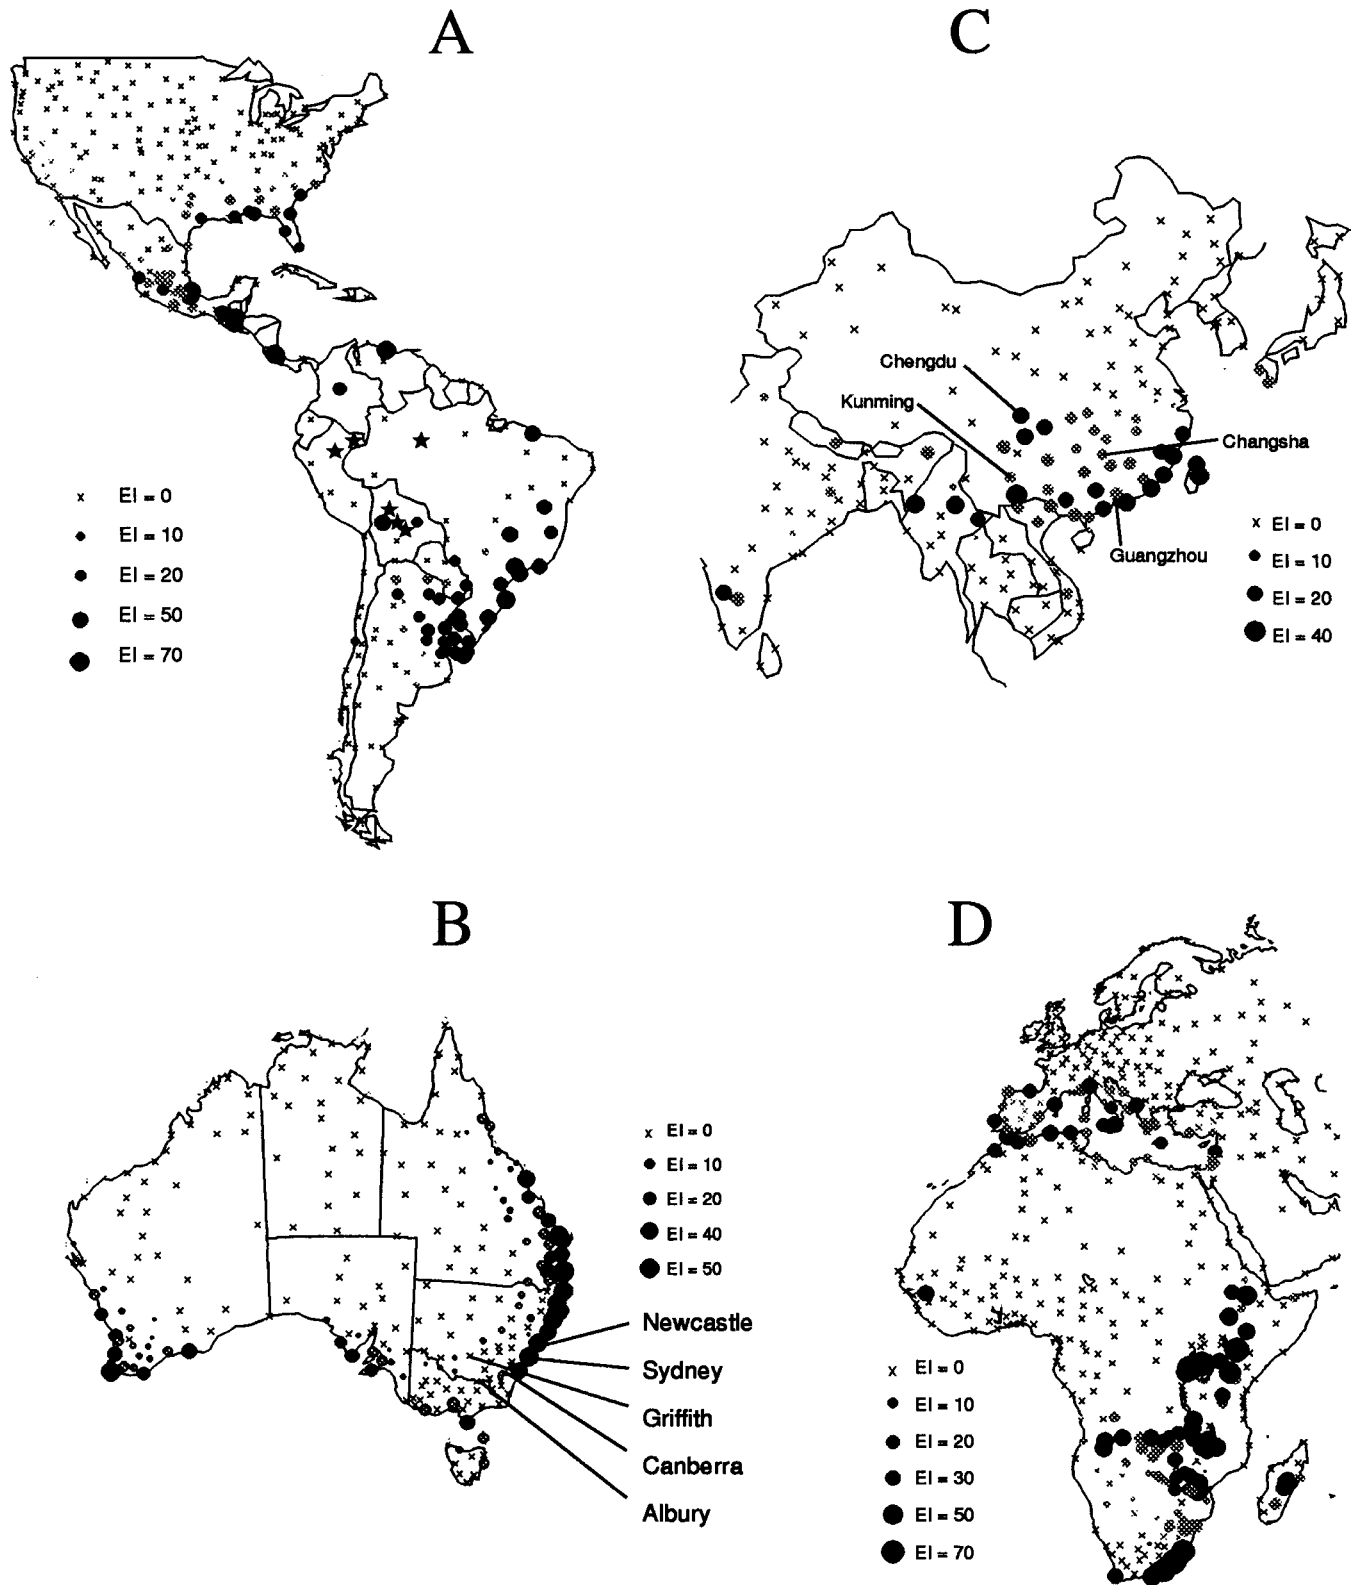 A
EI = 0
EI = 10
EI = 20
EI = 50
EI = 70
C
Chengdu
Kunming
Changsha
Guangzhou
EI = 0
EI = 10
EI = 20
EI = 40
B
EI = 0
EI = 10
EI = 20
EI = 40
EI = 50
Newcastle
Sydney
Griffith
Canberra
Albury
D
EI = 0
EI = 10
EI = 20
EI = 30
EI = 50
EI = 70